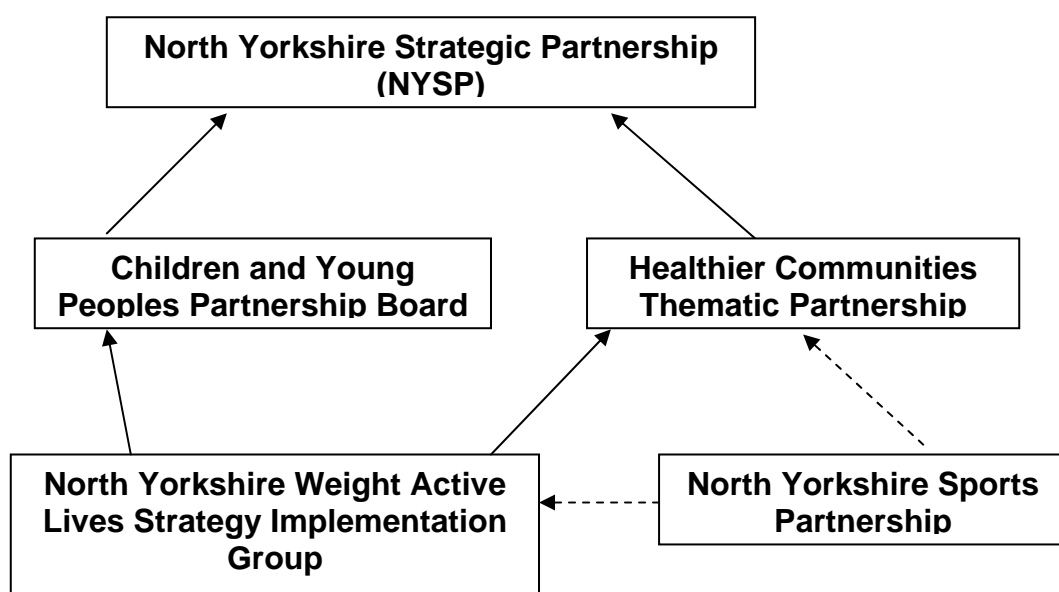 North Yorkshire Strategic Partnership
(NYSP)
Children and Young
Peoples Partnership Board
Healthier Communities
Thematic Partnership
North Yorkshire Weight Active
Lives Strategy Implementation
Group
North Yorkshire Sports
Partnership